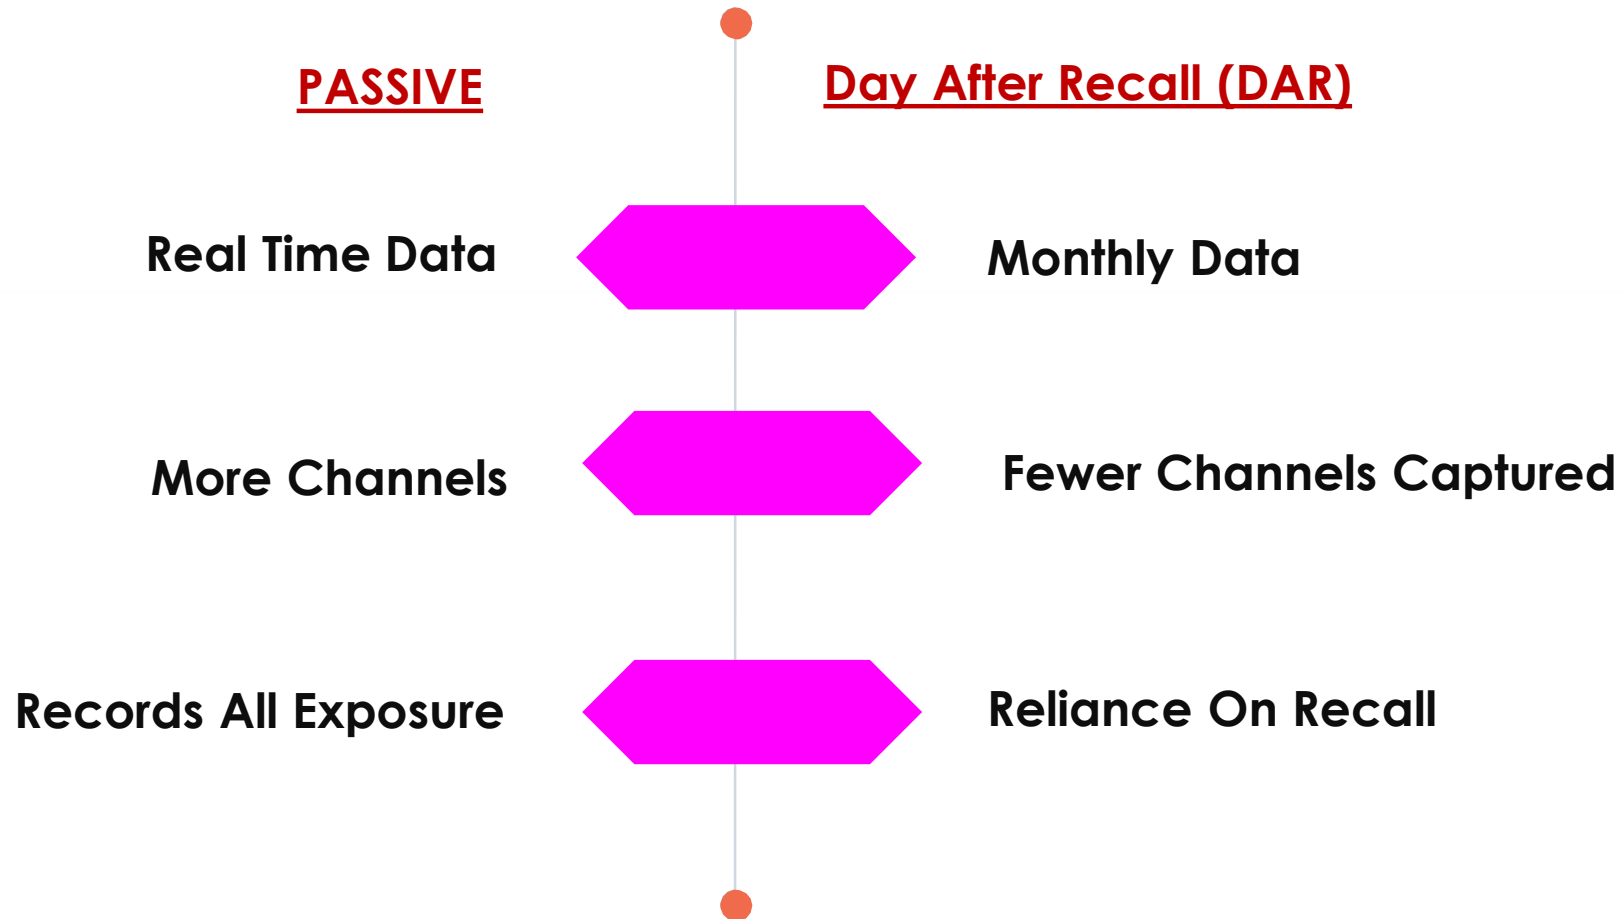 PASSIVE
Day After Recall (DAR)
Real Time Data
Monthly Data
More Channels
Fewer Channels Captured
Records All Exposure
Reliance On Recall